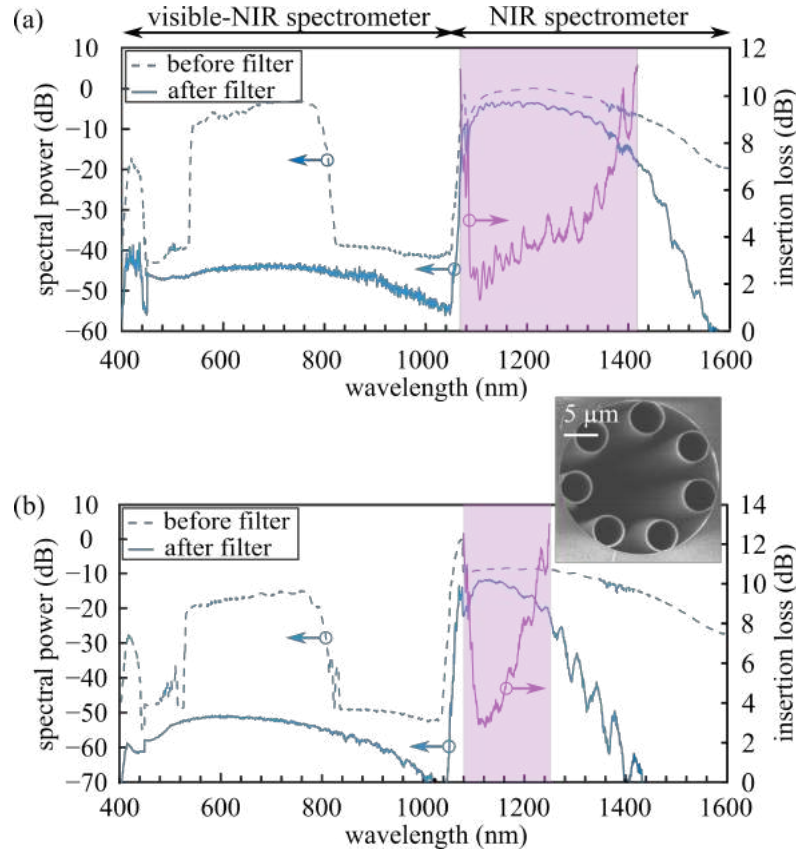 visible-NIR spectrometer NIR spectrometer
(a)
10
0
−10
−20
−30
−40
−50
−60
spectral power (dB)
before filter
after filter
12
10
8
6
4
2
0
insertion loss (dB)
400 600 800 1000 1200 1400 1600
wavelength (nm)
5 µm
(b)
10
0
−10
−20
−30
−40
−50
−60
−70
spectral power (dB)
before filter
after filter
14
12
10
8
6
4
2
0
insertion loss (dB)
400 600 800 1000 1200 1400 1600
wavelength (nm)